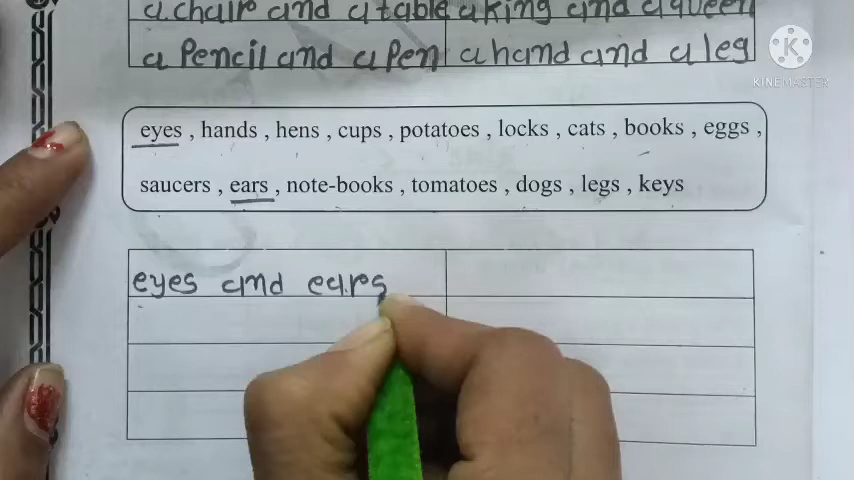 a chair and a table a king and a queen
a Pencil and a Pen a hand and a leg
K
KINEMASTER
eyes , hands , hens , cups , potatoes , locks , cats , books , eggs ,
saucers , ears , note-books , tomatoes , dogs , legs , keys
eyes and ears